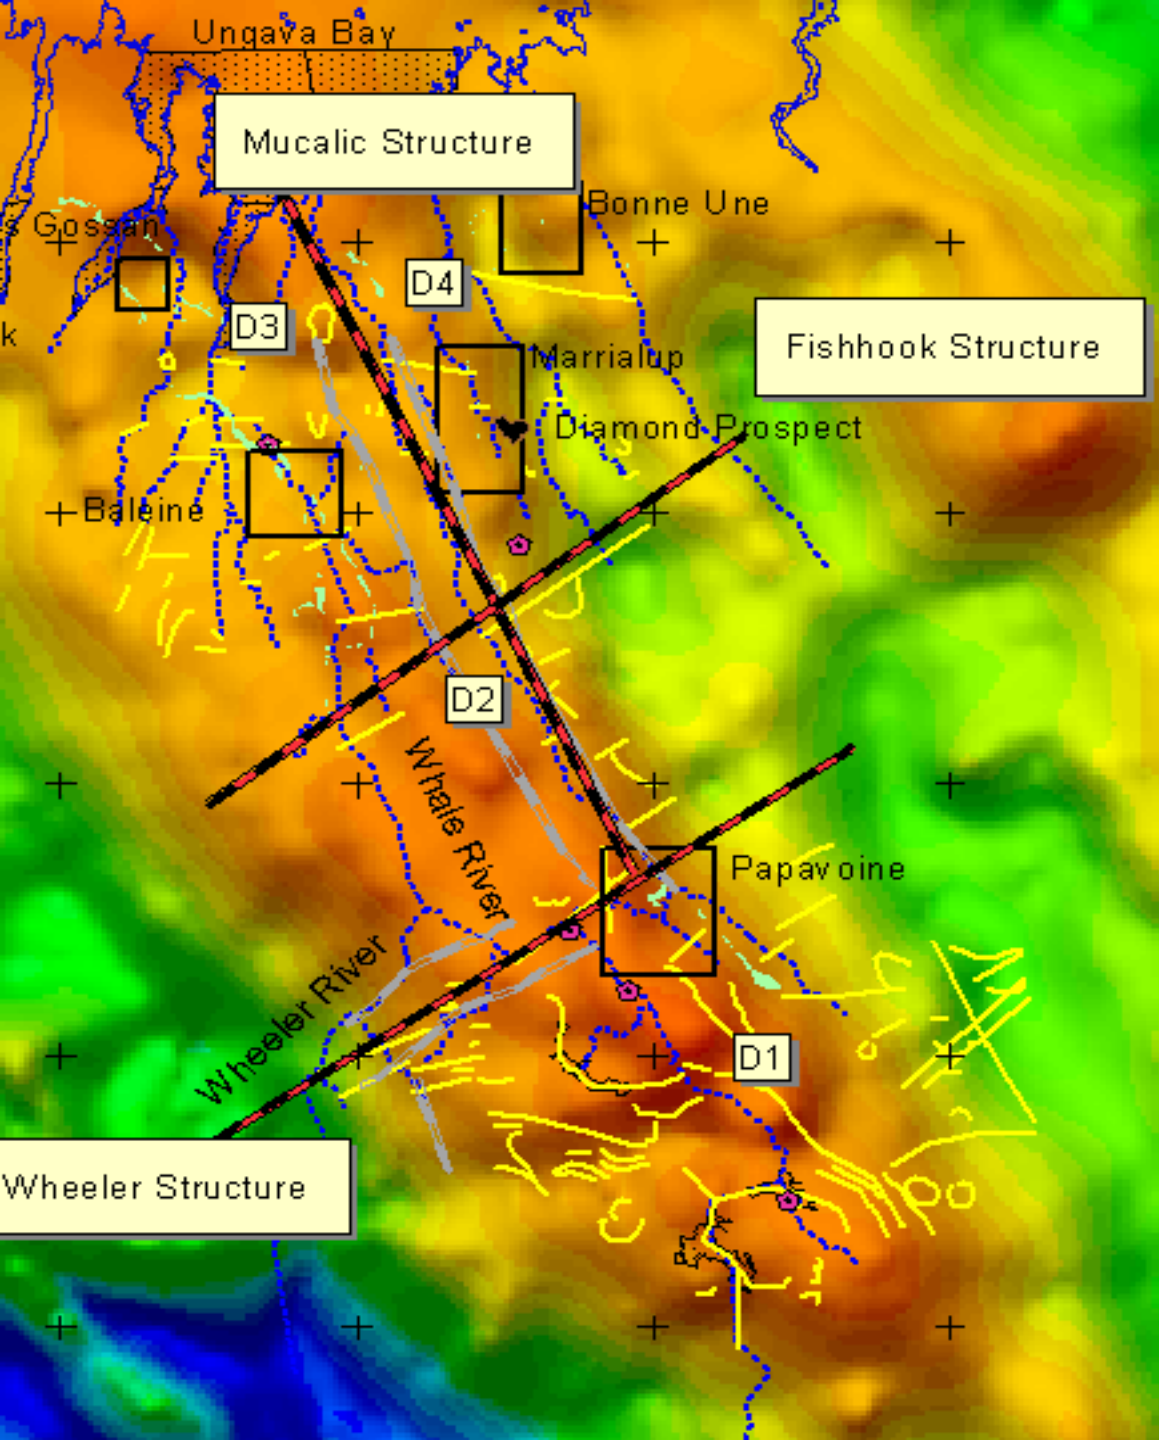 Ungava Bay
Mucalic Structure
Bonne Une
s Gossan
D4
D3
k
Fishhook Structure
Marrialup
Diamond Prospect
Baleine
D2
Whale River
Papavoine
Wheeler River
D1
Wheeler Structure